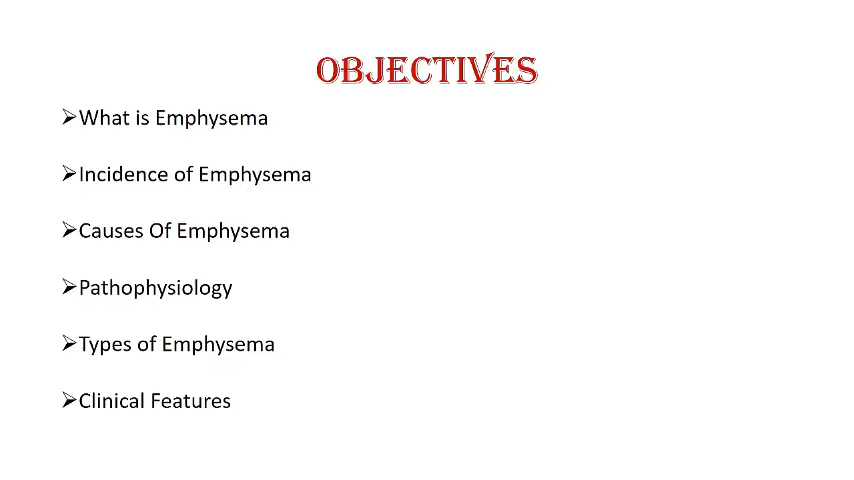 OBJECTIVES
➢What is Emphysema
➢Incidence of Emphysema
➢Causes Of Emphysema
➢Pathophysiology
➢Types of Emphysema
➢Clinical Features